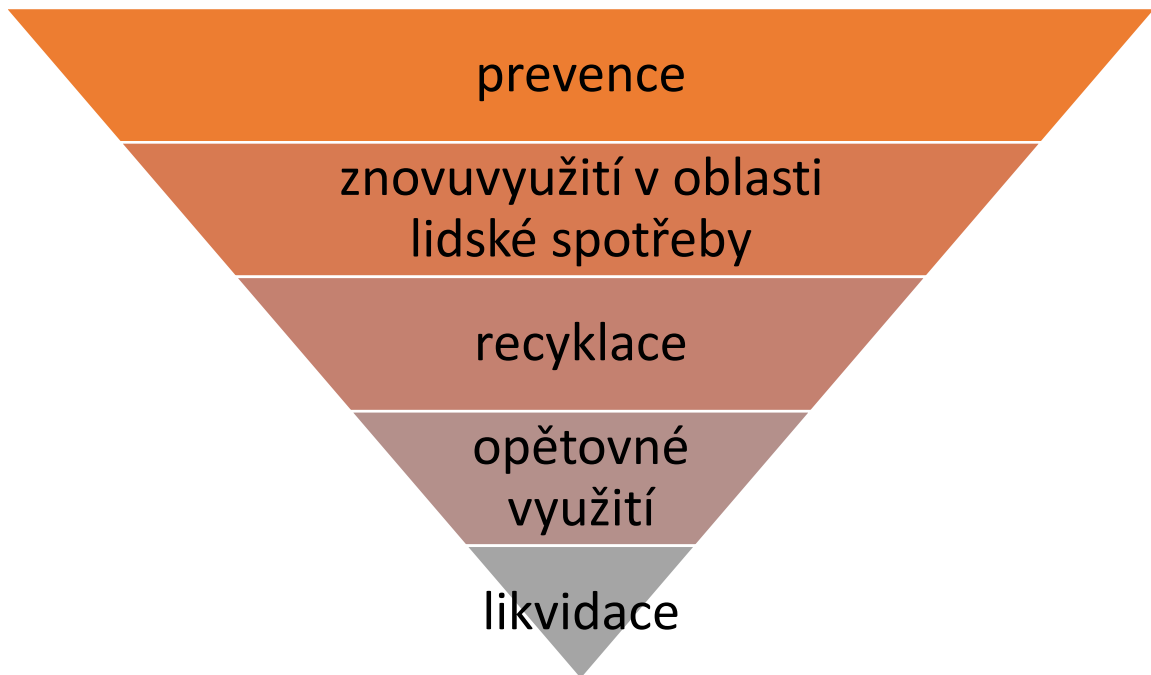 prevence
znovuvyužití v oblasti
lidské spotřeby
recyklace
opětovné
využití
likvidace